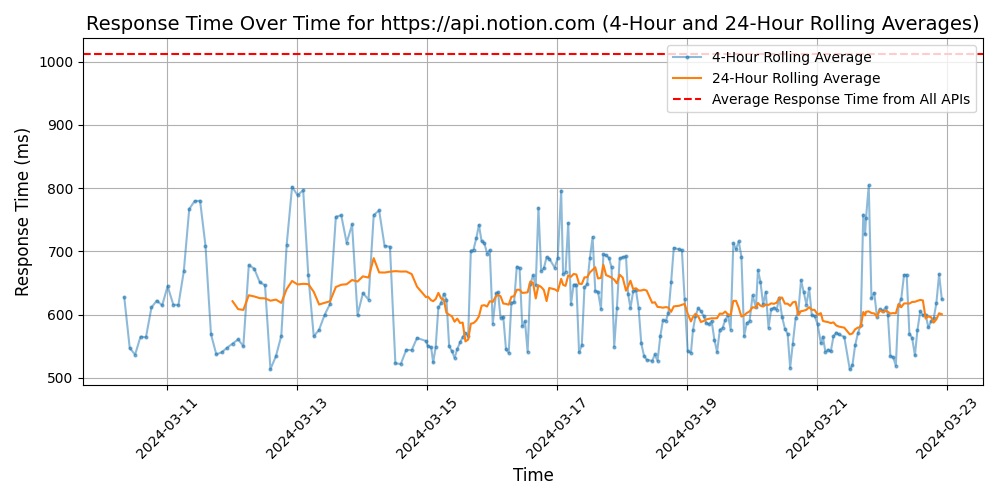 Response Time Over Time for https://api.notion.com (4-Hour and 24-Hour Rolling Averages)
4-Hour Rolling Average
24-Hour Rolling Average
Average Response Time from All APIs
Response Time (ms)
1000
900
800
700
600
500
2024-03-11
2024-03-13
2024-03-15
2024-03-17
2024-03-19
2024-03-21
2024-03-23
Time